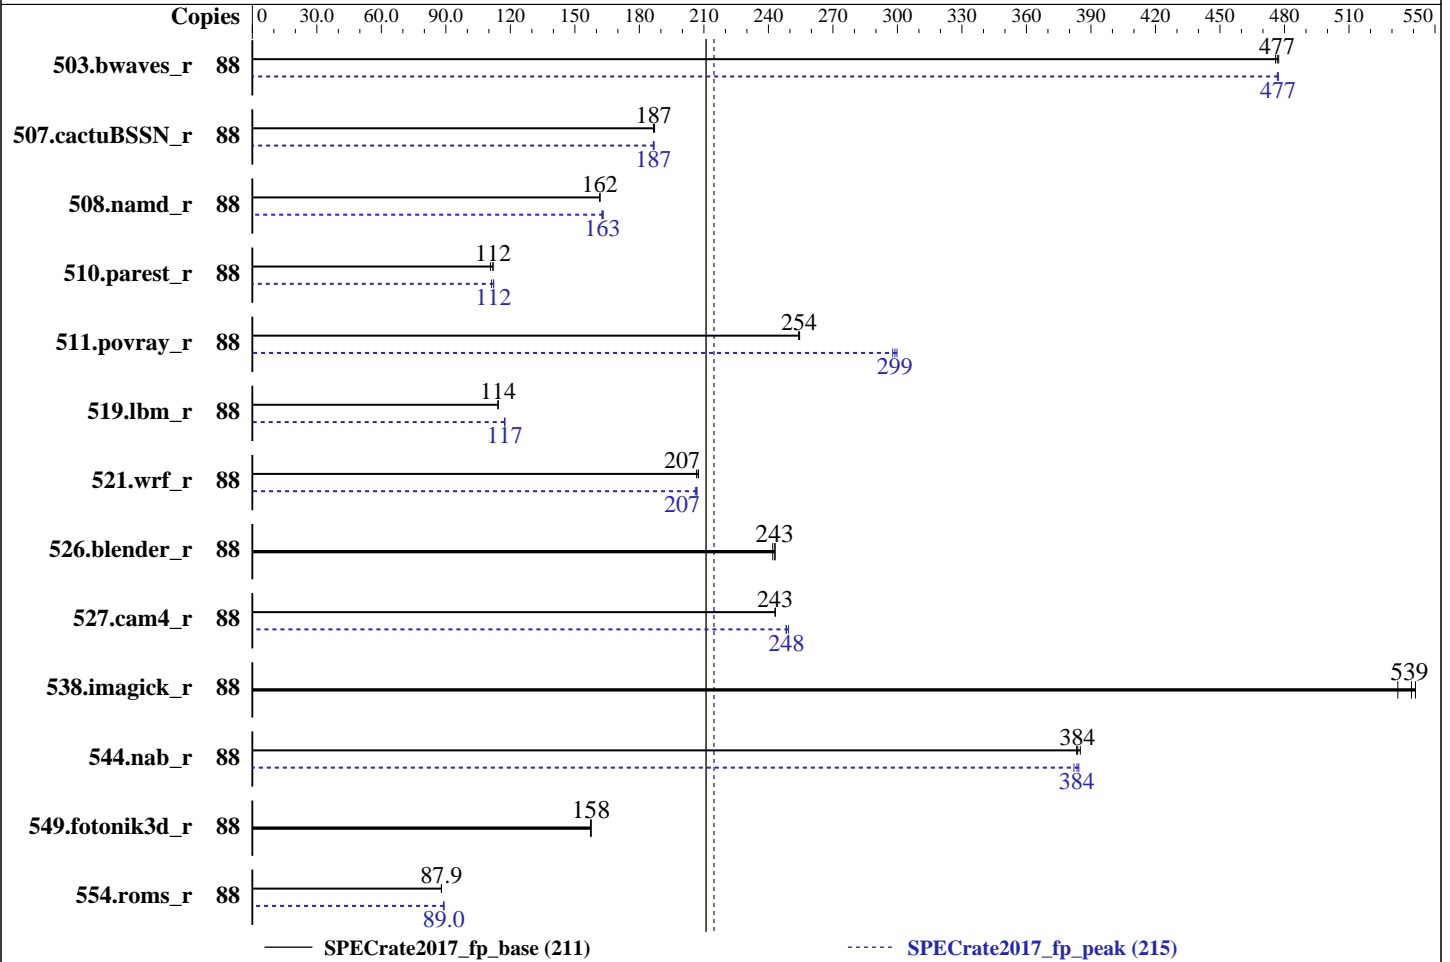 Copies 0 30.0 60.0 90.0 120 150 180 210 240 270 300 330 360 390 420 450 480 510 550
477
503.bwaves_r 88
477
187
507.cactuBSSN_r 88
187
162
508.namd_r 88
163
112
510.parest_r 88
112
254
511.povray_r 88
299
114
519.lbm_r 88
117
207
521.wrf_r 88
207
243
526.blender_r 88
243
527.cam4_r 88
248
539
538.imagick_r 88
384
544.nab_r 88
384
158
549.fotonik3d_r 88
87.9
554.roms_r 88
89.0
SPECrate2017_fp_base (211) SPECrate2017_fp_peak (215)